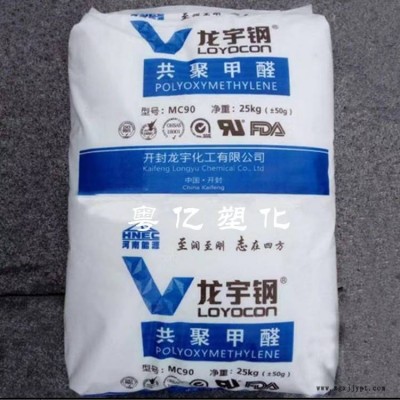 龙宇钢®
LOYOCON
共聚甲醛
POLYOXYMETHYLENE
型号: MC90 净重: 25kg (±50g)
FDA
开封龙宇化工有限公司
Kaifeng Longyu Chemical Co., Ltd
中国·开封
China Kaifeng
粤亿塑化
HNEC
河南能源
至润至刚 志在四方
龙宇钢®
LOYOCON
共聚甲醛
POLYOXYMETHYLENE
型号: MC90 净重: 25kg (±50g)
FDA